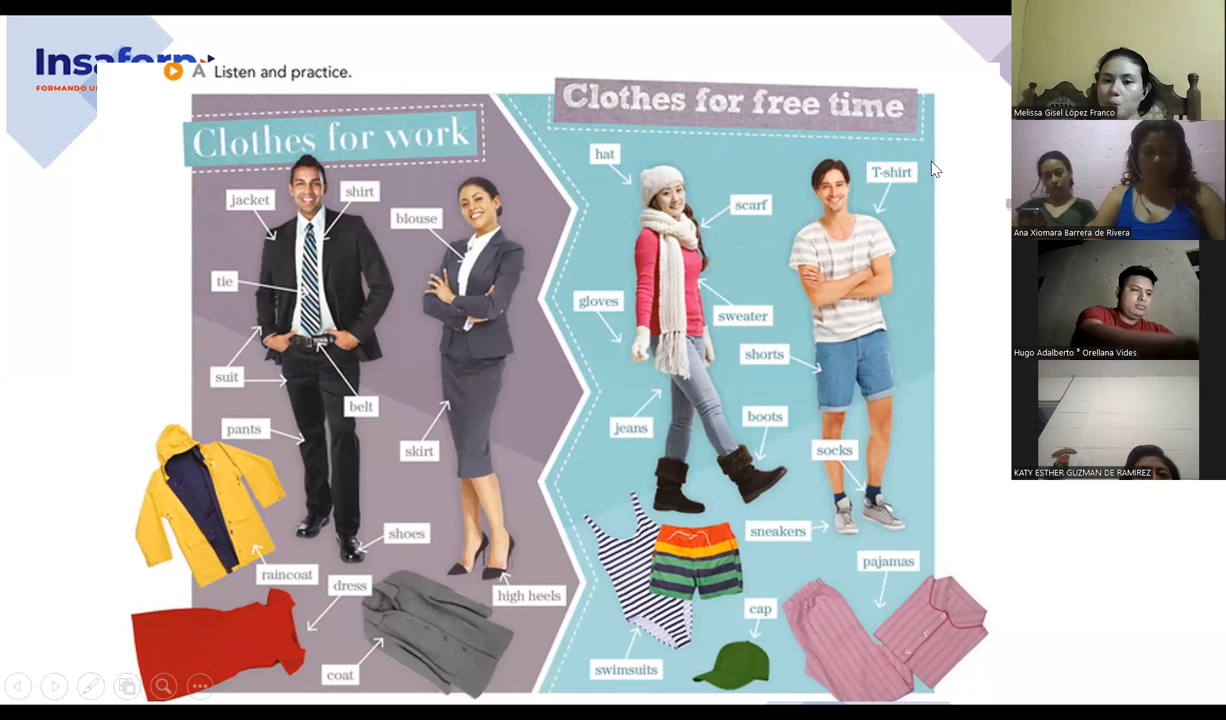 Insaforp
FORMANDO U
A Listen and practice.
Clothes for work
jacket
shirt
blouse
tie
suit
belt
pants
skirt
shoes
raincoat
dress
high heels
coat
Clothes for free time
hat
T-shirt
scarf
gloves
sweater
shorts
jeans
boots
socks
sneakers
pajamas
cap
swimsuits
Melissa Gisel López Franco
Ana Xiomara Barrera de Rivera
Hugo Adalberto ° Orellana Vides
KATY ESTHER GUZMAN DE RAMIREZ